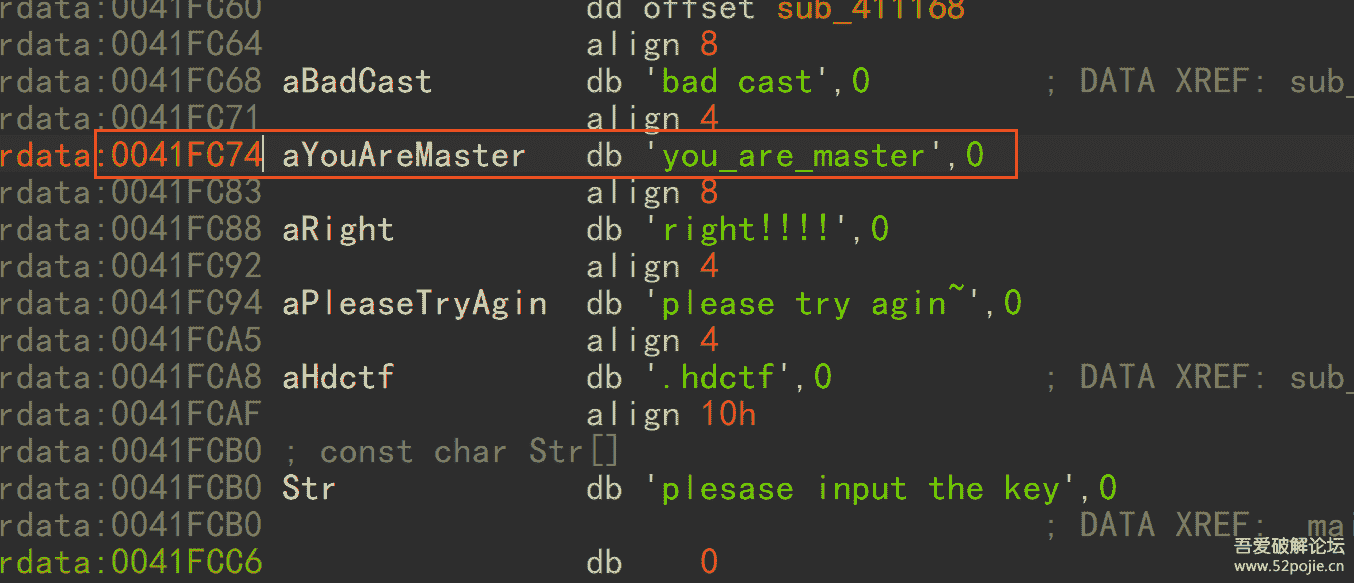 rdata:0041FC60 dd offset sub_411168
rdata:0041FC64 align 8
rdata:0041FC68 aBadCast db 'bad cast',0 ; DATA XREF: sub_
rdata:0041FC71 align 4
rdata:0041FC74 aYouAreMaster db 'you_are_master',0
rdata:0041FC83 align 8
rdata:0041FC88 aRight db 'right!!!!',0
rdata:0041FC92 align 4
rdata:0041FC94 aPleaseTryAgin db 'please try agin~',0
rdata:0041FCA5 align 4
rdata:0041FCA8 aHdctf db '.hdctf',0 ; DATA XREF: sub_
rdata:0041FCAF align 10h
rdata:0041FCB0 ; const char Str[]
rdata:0041FCB0 Str db 'plesase input the key',0
rdata:0041FCB0 ; DATA XREF: _mai
rdata:0041FCC6 db 0
吾爱破解论坛
www.52pojie.cn